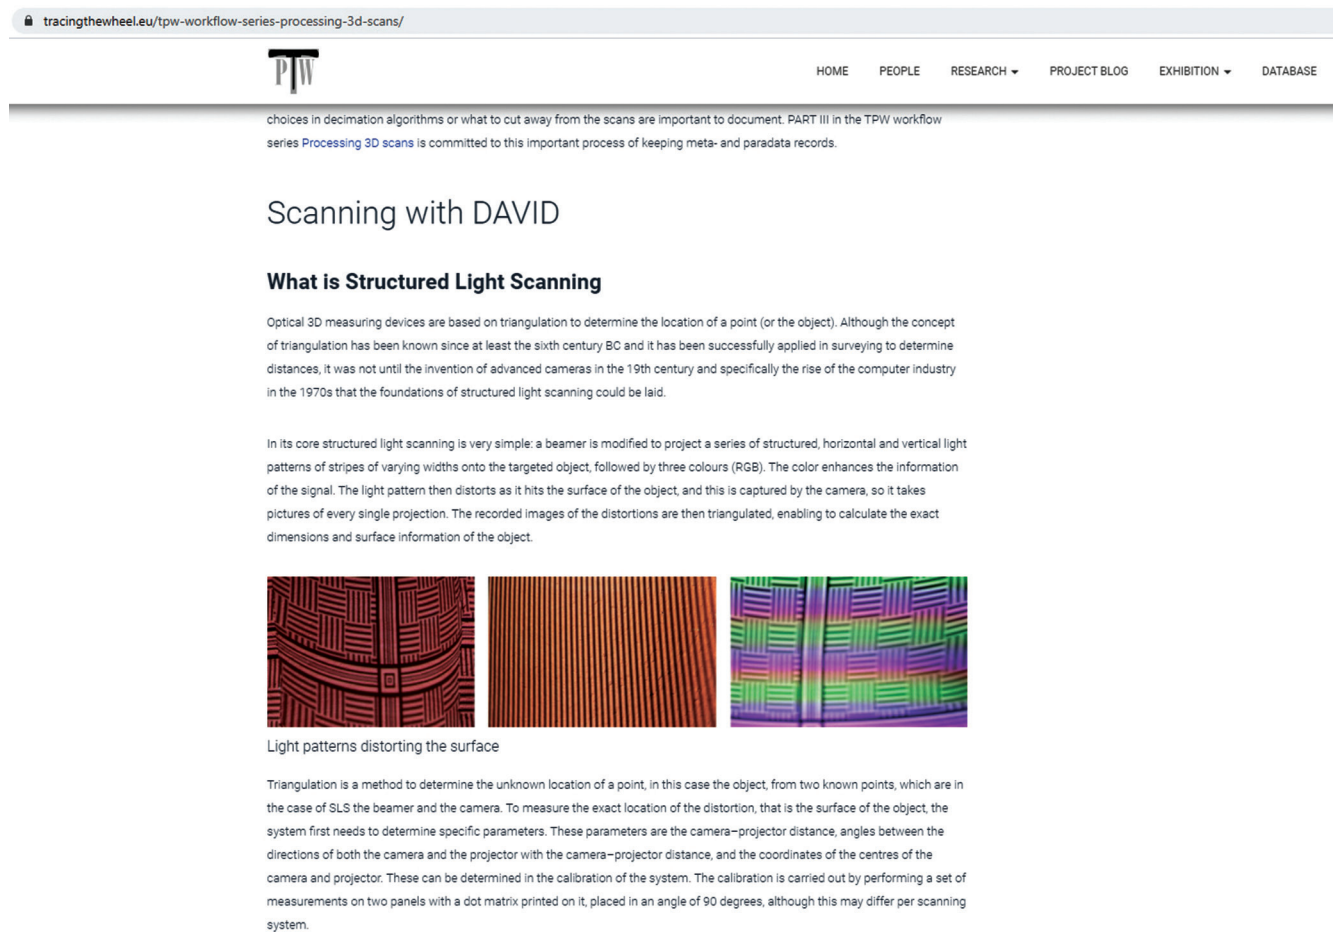 tracingthewheel.eu/tpw-workflow-series-processing-3d-scans/
PTW
HOME PEOPLE RESEARCH PROJECT BLOG EXHIBITION DATABASE
choices in decimation algorithms or what to cut away from the scans are important to document. PART III in the TPW workflow
series Processing 3D scans is committed to this important process of keeping meta- and paradata records.
Scanning with DAVID
What is Structured Light Scanning
Optical 3D measuring devices are based on triangulation to determine the location of a point (or the object). Although the concept
of triangulation has been known since at least the sixth century BC and it has been successfully applied in surveying to determine
distances, it was not until the invention of advanced cameras in the 19th century and specifically the rise of the computer industry
in the 1970s that the foundations of structured light scanning could be laid.
In its core structured light scanning is very simple: a beamer is modified to project a series of structured, horizontal and vertical light
patterns of stripes of varying widths onto the targeted object, followed by three colours (RGB). The color enhances the information
of the signal. The light pattern then distorts as it hits the surface of the object, and this is captured by the camera, so it takes
pictures of every single projection. The recorded images of the distortions are then triangulated, enabling to calculate the exact
dimensions and surface information of the object.
Light patterns distorting the surface
Triangulation is a method to determine the unknown location of a point, in this case the object, from two known points, which are in
the case of SLS the beamer and the camera. To measure the exact location of the distortion, that is the surface of the object, the
system first needs to determine specific parameters. These parameters are the camera–projector distance, angles between the
directions of both the camera and the projector with the camera–projector distance, and the coordinates of the centres of the
camera and projector. These can be determined in the calibration of the system. The calibration is carried out by performing a set of
measurements on two panels with a dot matrix printed on it, placed in an angle of 90 degrees, although this may differ per scanning
system.